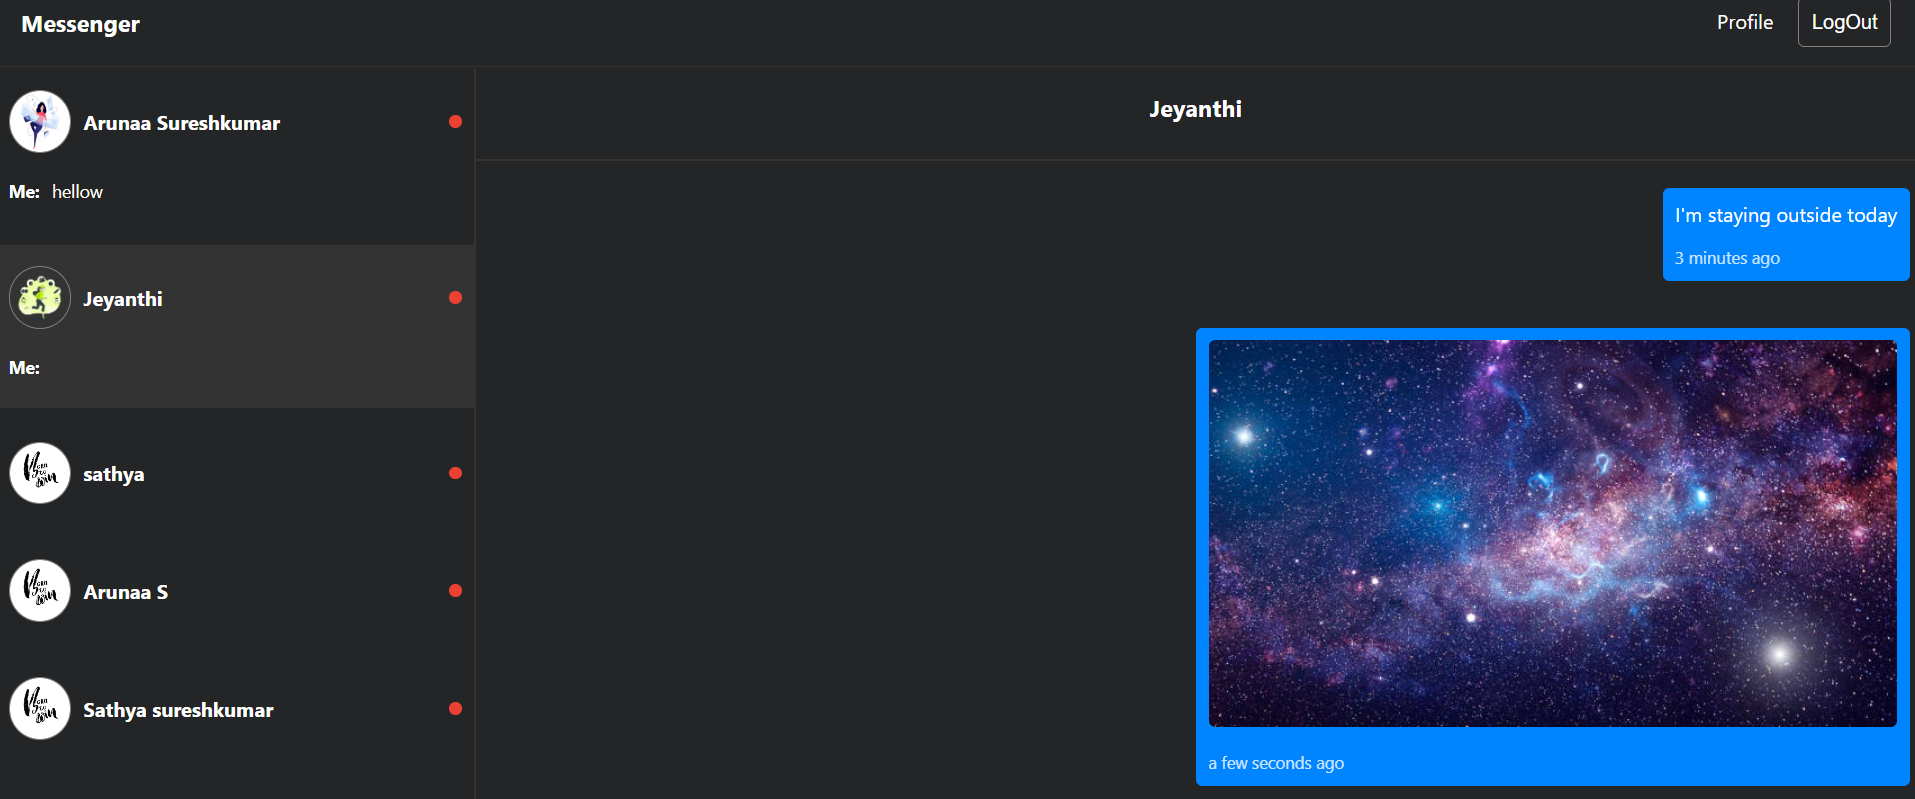 Messenger
Profile
LogOut
Arunaa Sureshkumar
Me: hellow
Jeyanthi
Me:
sathya
Arunaa S
Sathya sureshkumar
Jeyanthi
I'm staying outside today
3 minutes ago
a few seconds ago